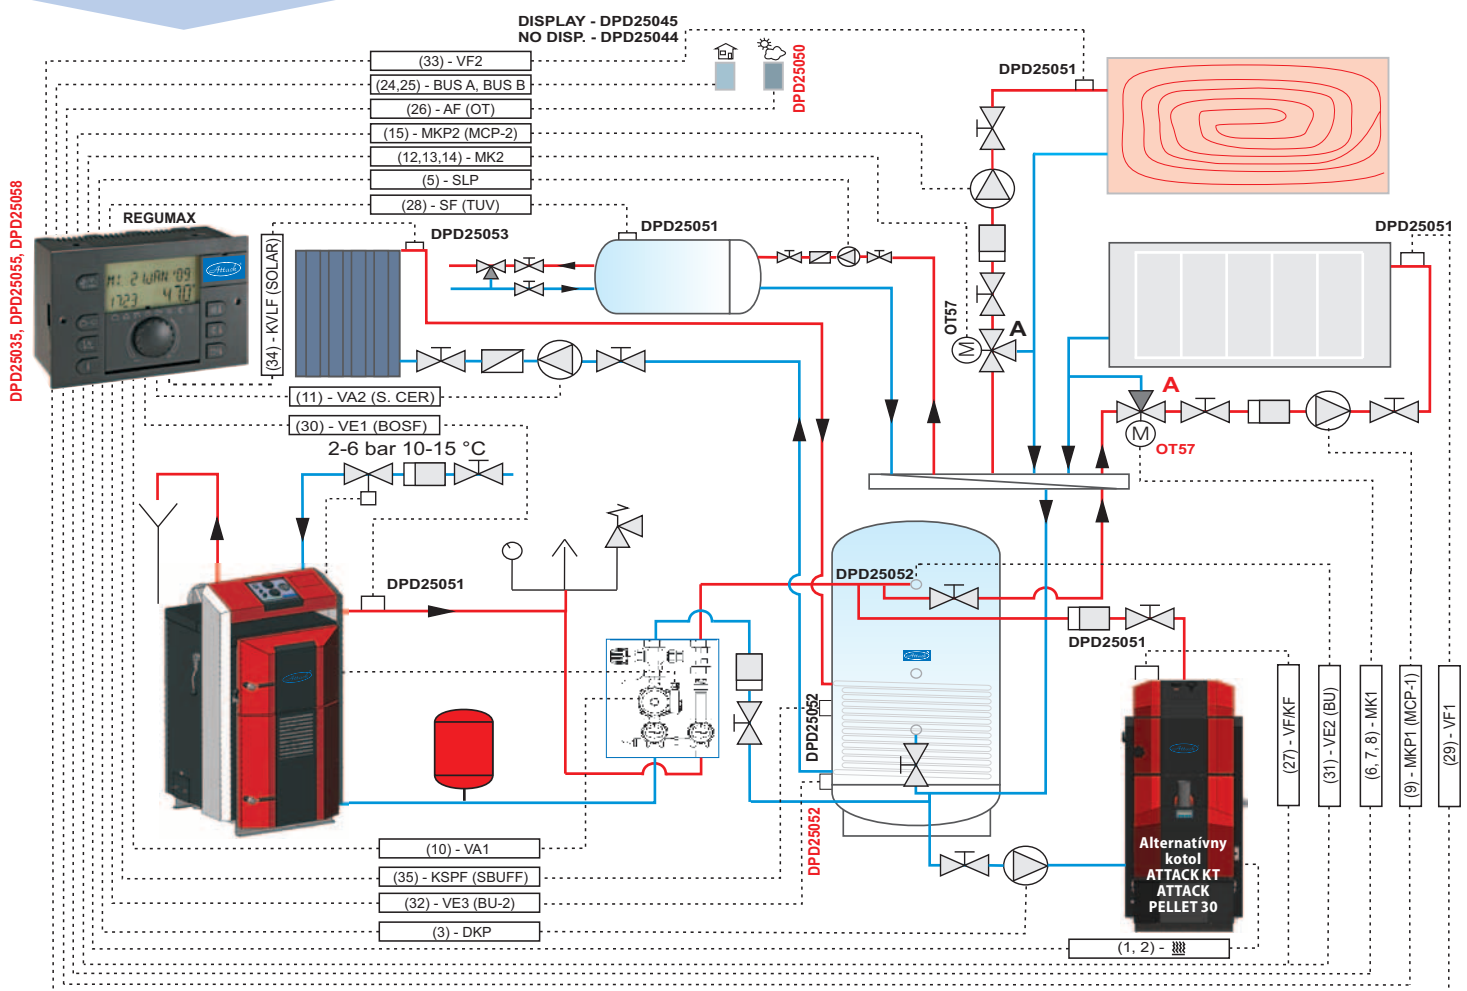 DISPLAY - DPD25045
NO DISP. - DPD25044
(33) - VF2
(24,25) - BUS A, BUS B
(26) - AF (OT)
(15) - MKP2 (MCP-2)
(12,13,14) - MK2
(5) - SLP
(28) - SF (TUV)
DPD25050
DPD25051
DPD25035, DPD25055, DPD25058
REGUMAX
Attack
(34) - KVLF (SOLAR)
DPD25053
DPD25051
OT57
M
A
DPD25051
A
M
OT57
(11) - VA2 (S. CER)
(30) - VE1 (BOSF)
2-6 bar 10-15 °C
DPD25051
DPD25052
DPD25051
DPD25052
DPD25052
(27) - VF/KF
(31) - VE2 (BU)
(6, 7, 8) - MK1
(9) - MKP1 (MCP-1)
(29) - VF1
(10) - VA1
(35) - KSPF (SBUFF)
(32) - VE3 (BU-2)
(3) - DKP
Alternatívny
kotol
ATTACK KT
ATTACK
PELLET 30
(1, 2) -